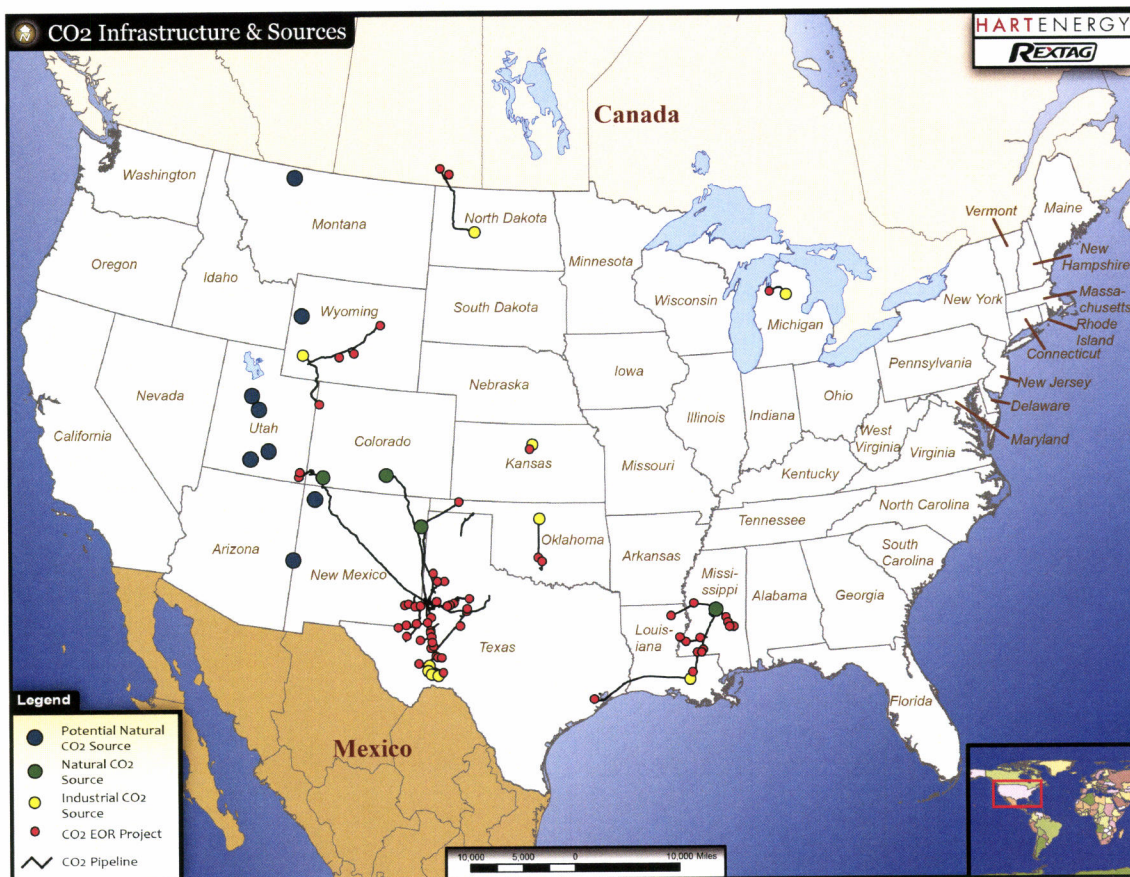 CO2 Infrastructure & Sources
HARTENERGY
REXTAG
Canada
Washington
Montana
North Dakota
Minnesota
Vermont
Maine
Oregon
Idaho
New
Hampshire
Wyoming
South Dakota
Wisconsin
Michigan
New York
Massa-
chusetts
Rhode
Island
Connecticut
Nevada
Utah
Nebraska
Iowa
Pennsylvania
New Jersey
Illinois
Indiana
Ohio
Delaware
California
Colorado
Kansas
Missouri
West
Virginia
Virginia
Maryland
Kentucky
North Carolina
Tennessee
Arizona
New Mexico
Oklahoma
Arkansas
South
Carolina
Missi-
ssippi
Alabama
Georgia
Texas
Louis-
iana
Florida
Mexico
Legend
Potential Natural
CO2 Source
Natural CO2
Source
Industrial CO2
Source
CO2 EOR Project
CO2 Pipeline
10,000 5,000 0 10,000 Miles